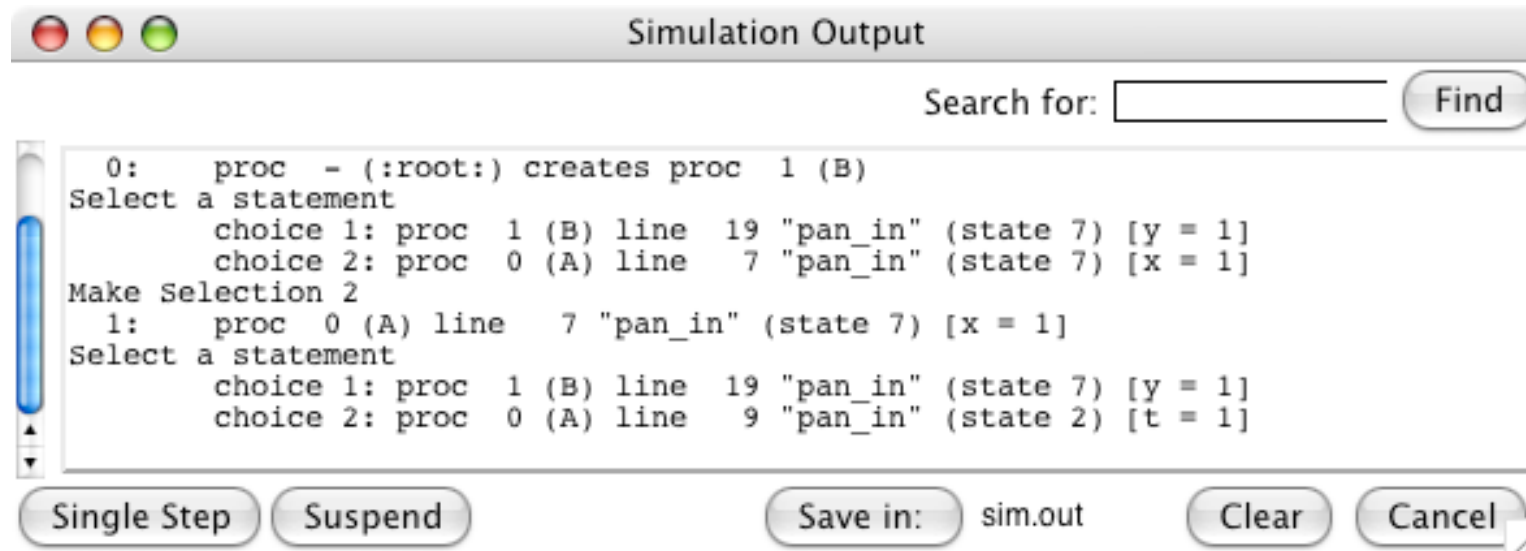 Simulation Output
Search for: Find
0: proc - (:root:) creates proc 1 (B)
Select a statement
choice 1: proc 1 (B) line 19 "pan_in" (state 7) [y = 1]
choice 2: proc 0 (A) line 7 "pan_in" (state 7) [x = 1]
Make Selection 2
1: proc 0 (A) line 7 "pan_in" (state 7) [x = 1]
Select a statement
choice 1: proc 1 (B) line 19 "pan_in" (state 7) [y = 1]
choice 2: proc 0 (A) line 9 "pan_in" (state 2) [t = 1]
Single Step Suspend Save in: sim.out Clear Cancel